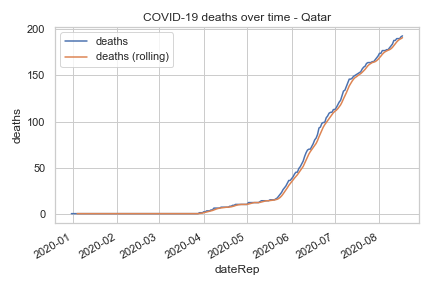 COVID-19 deaths over time - Qatar
deaths
deaths (rolling)
deaths
200
150
100
50
0
2020-01
2020-02
2020-03
2020-04
2020-05
2020-06
2020-07
2020-08
dateRep